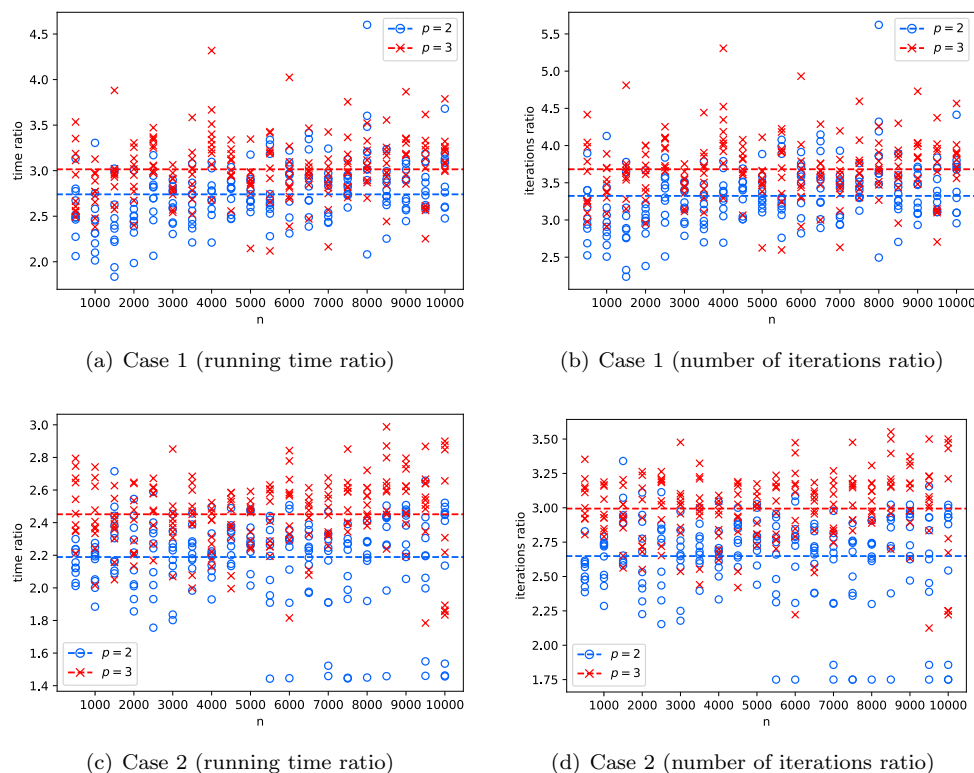 4.5
4.0
3.5
3.0
2.5
2.0
time ratio
1000 2000 3000 4000 5000 6000 7000 8000 9000 10000
n
p = 2
p = 3
(a) Case 1 (running time ratio)
5.5
5.0
4.5
4.0
3.5
3.0
2.5
iterations ratio
1000 2000 3000 4000 5000 6000 7000 8000 9000 10000
n
p = 2
p = 3
(b) Case 1 (number of iterations ratio)
3.0
2.8
2.6
2.4
2.2
2.0
1.8
1.6
1.4
time ratio
p = 2
p = 3
1000 2000 3000 4000 5000 6000 7000 8000 9000 10000
n
(c) Case 2 (running time ratio)
3.50
3.25
3.00
2.75
2.50
2.25
2.00
1.75
iterations ratio
p = 2
p = 3
1000 2000 3000 4000 5000 6000 7000 8000 9000 10000
n
(d) Case 2 (number of iterations ratio)